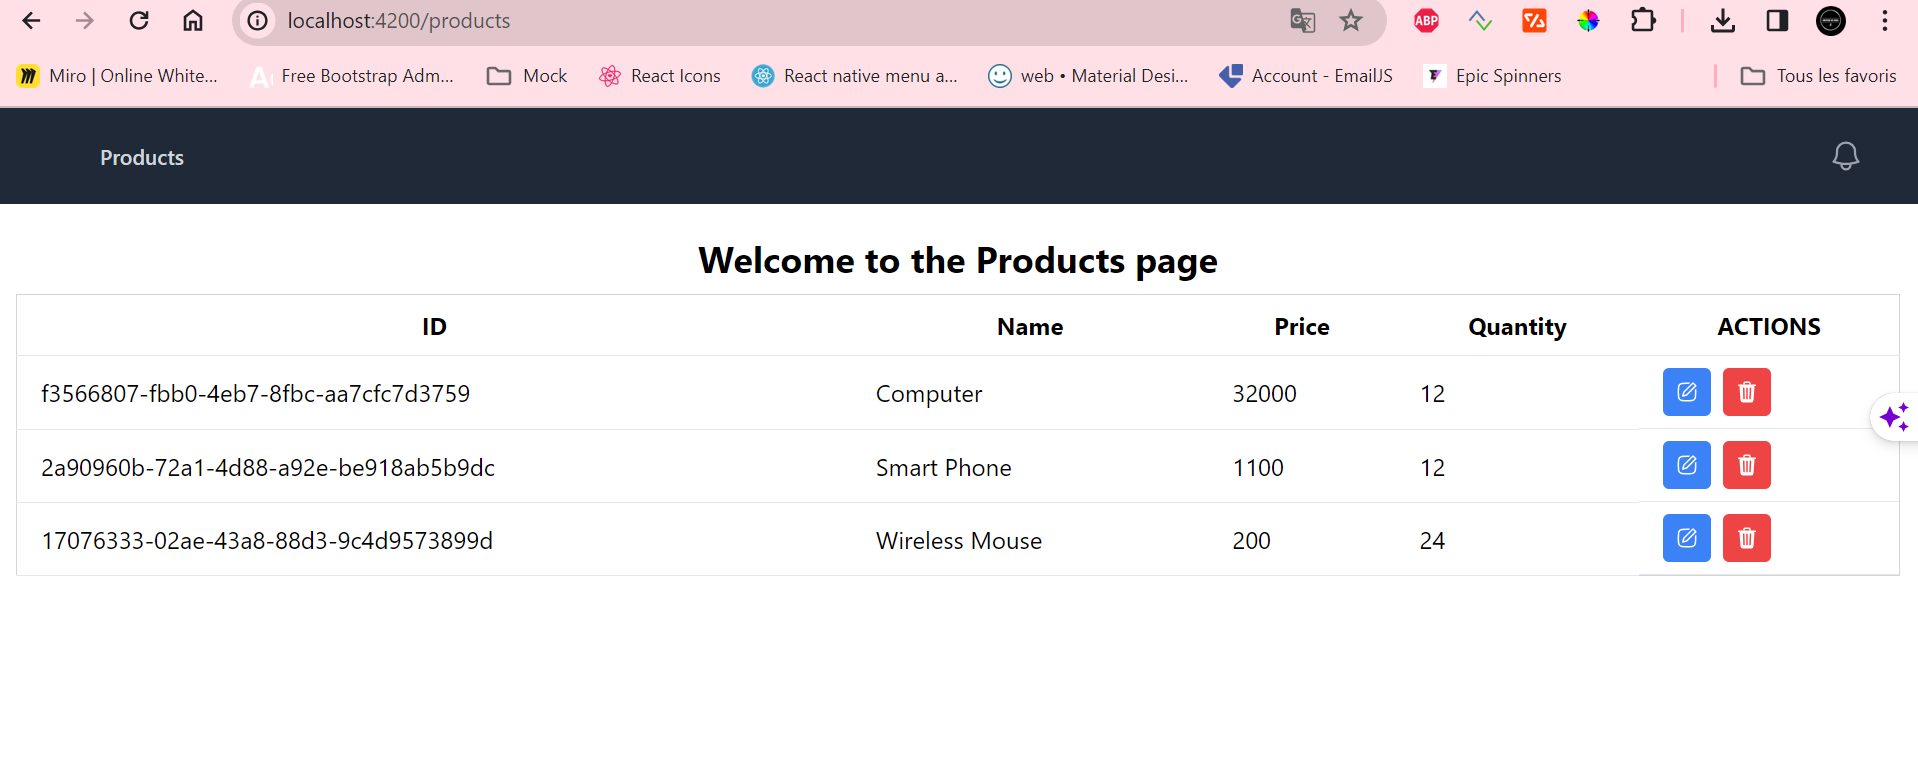 localhost:4200/products
ABP
Miro | Online White... Free Bootstrap Adm... Mock React Icons React native menu a... web • Material Desi... Account - EmailJS Epic Spinners Tous les favoris
Products
Welcome to the Products page
ID Name Price Quantity ACTIONS
f3566807-fbb0-4eb7-8fbc-aa7cfc7d3759 Computer 32000 12
2a90960b-72a1-4d88-a92e-be918ab5b9dc Smart Phone 1100 12
17076333-02ae-43a8-88d3-9c4d9573899d Wireless Mouse 200 24